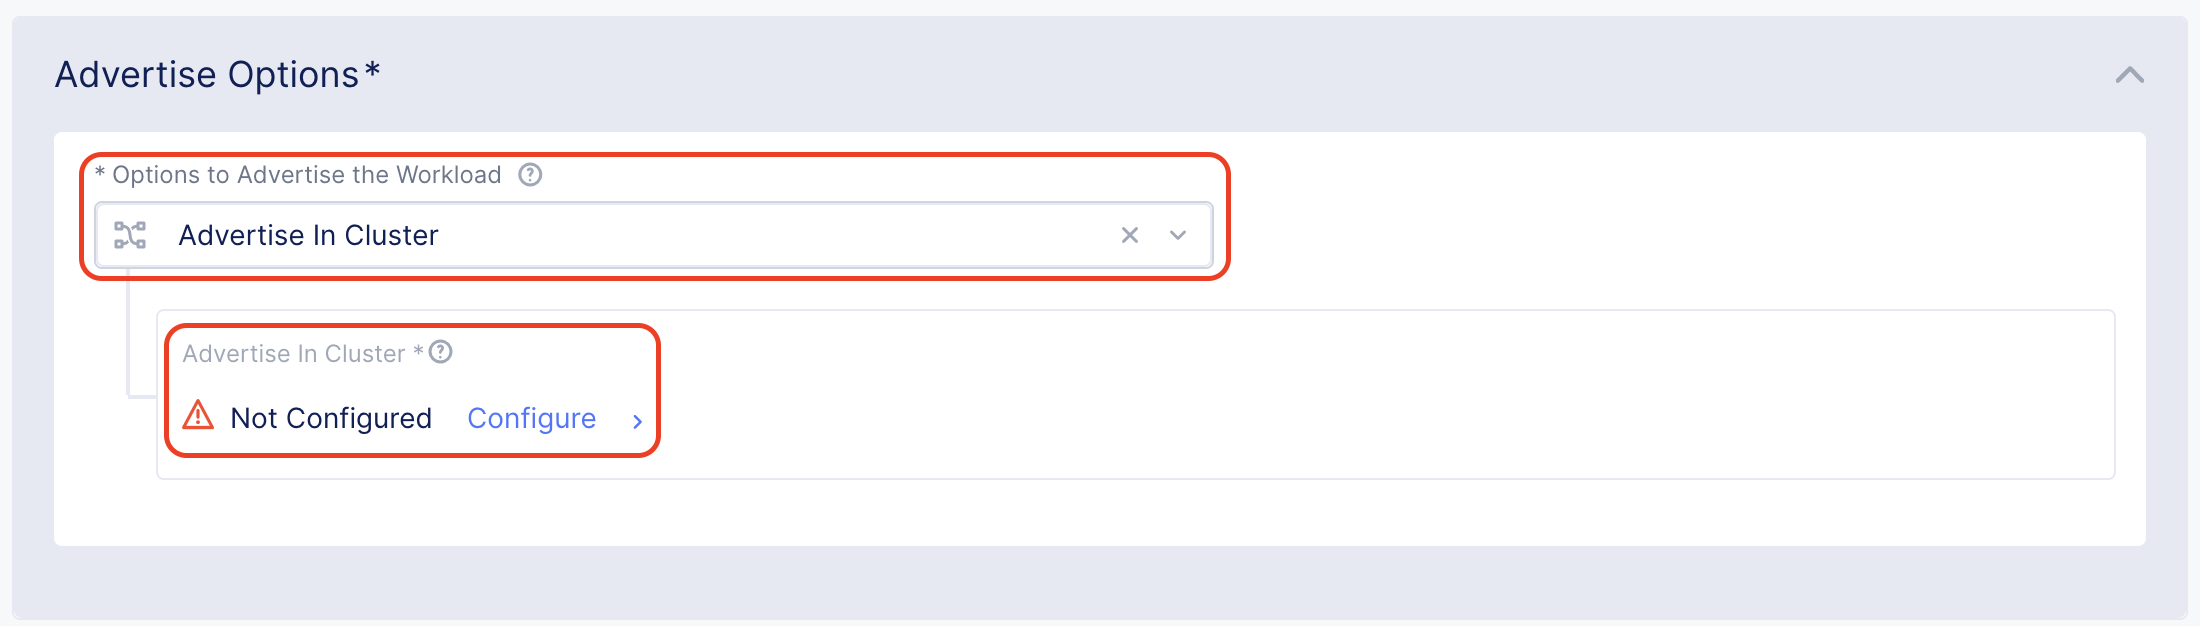 Advertise Options*
* Options to Advertise the Workload
Advertise In Cluster
Advertise In Cluster *
Not Configured Configure